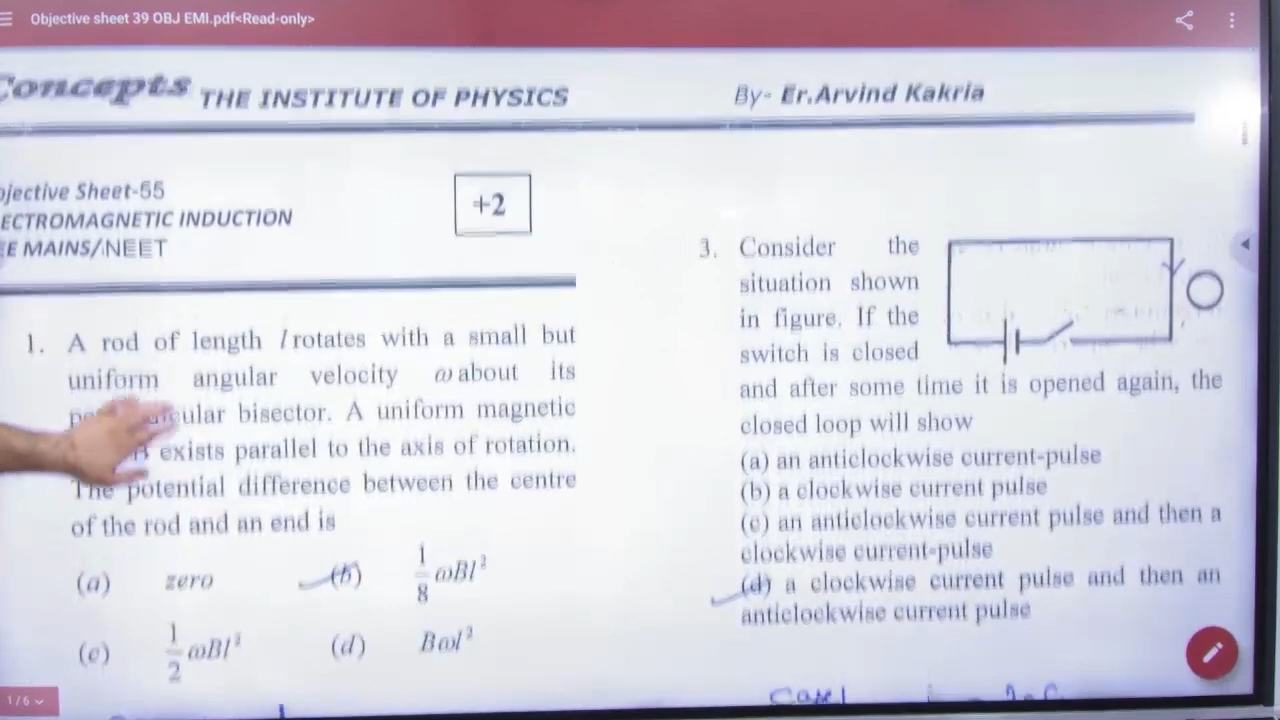 Objective sheet 39 OBJ EMI.pdf<Read-only>
Concepts THE INSTITUTE OF PHYSICS
By- Er.Arvind Kakria
jective Sheet-55
ECTROMAGNETIC INDUCTION
EE MAINS/NEET
+2
1. A rod of length l rotates with a small but
uniform angular velocity ω about its
bisector. A uniform magnetic
B exists parallel to the axis of rotation.
The potential difference between the centre
of the rod and an end is
(a) zero (b) 1/8 ωBl²
(c) 1/2 ωBl² (d) Bωl²
3. Consider the
situation shown
in figure. If the
switch is closed
and after some time it is opened again, the
closed loop will show
(a) an anticlockwise current-pulse
(b) a clockwise current pulse
(c) an anticlockwise current pulse and then a
clockwise current-pulse
(d) a clockwise current pulse and then an
anticlockwise current pulse
Case 1
1/6